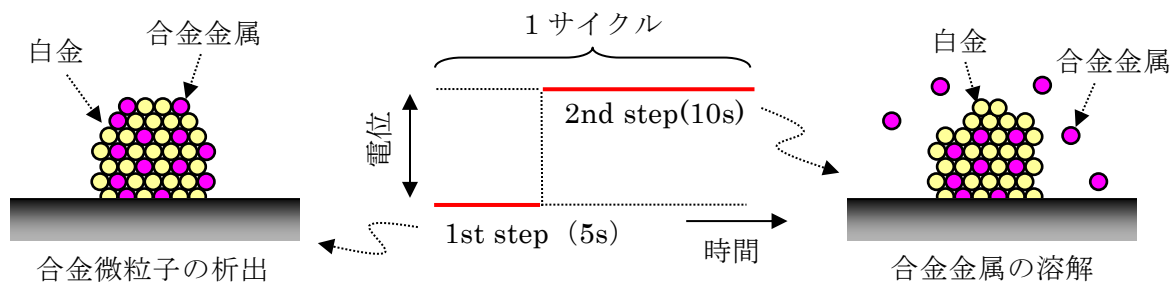 白金
合金金属
合金微粒子の析出
1サイクル
電位
2nd step(10s)
1st step（5s）
時間
白金
合金金属
合金金属の溶解